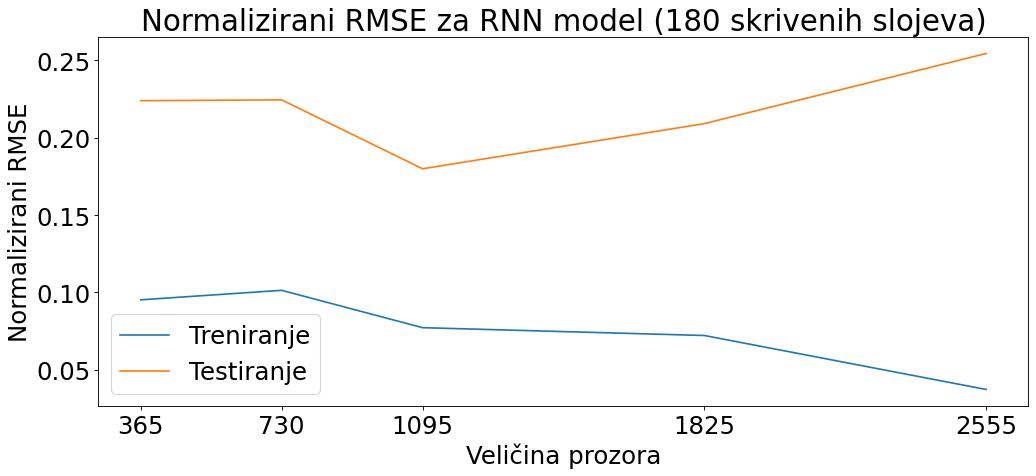 Normalizirani RMSE za RNN model (180 skrivenih slojeva)
Normalizirani RMSE
0.25
0.20
0.15
0.10
0.05
Treniranje
Testiranje
365 730 1095 1825 2555
Veličina prozora